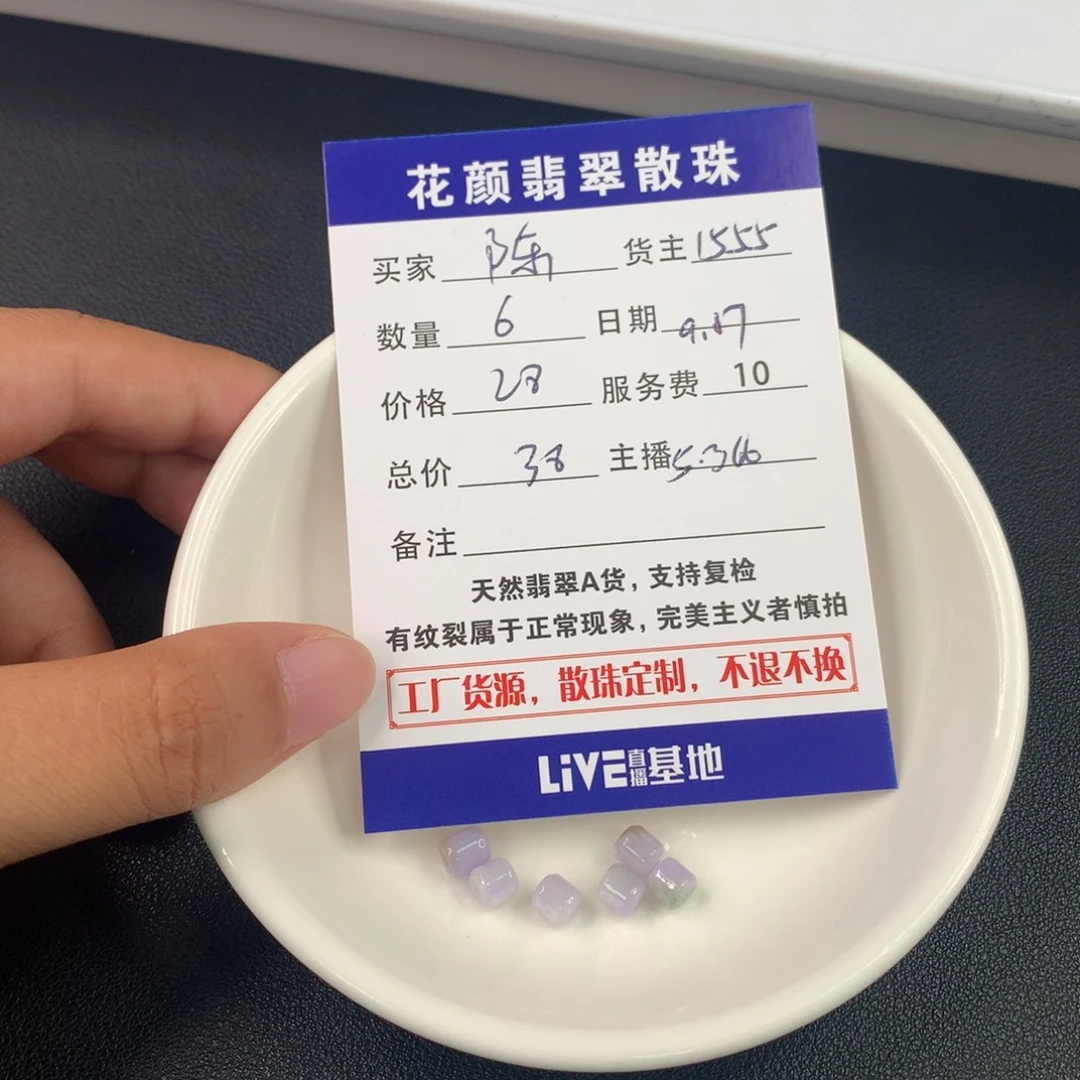 花颜翡翠散珠
买家 陈 货主 1555
数量 6 日期 9.17
价格 28 服务费 10
总价 38 主播
备注
天然翡翠A货，支持复检
有纹裂属于正常现象，完美主义者慎拍
工厂货源，散珠定制，不退不换
LiVE直播基地